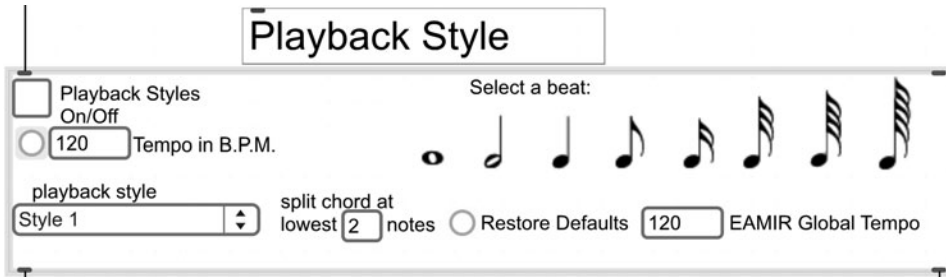 Playback Style
Playback Styles
On/Off
Select a beat:
120 Tempo in B.P.M.
playback style
Style 1
split chord at
lowest 2 notes
Restore Defaults
120 EAMIR Global Tempo